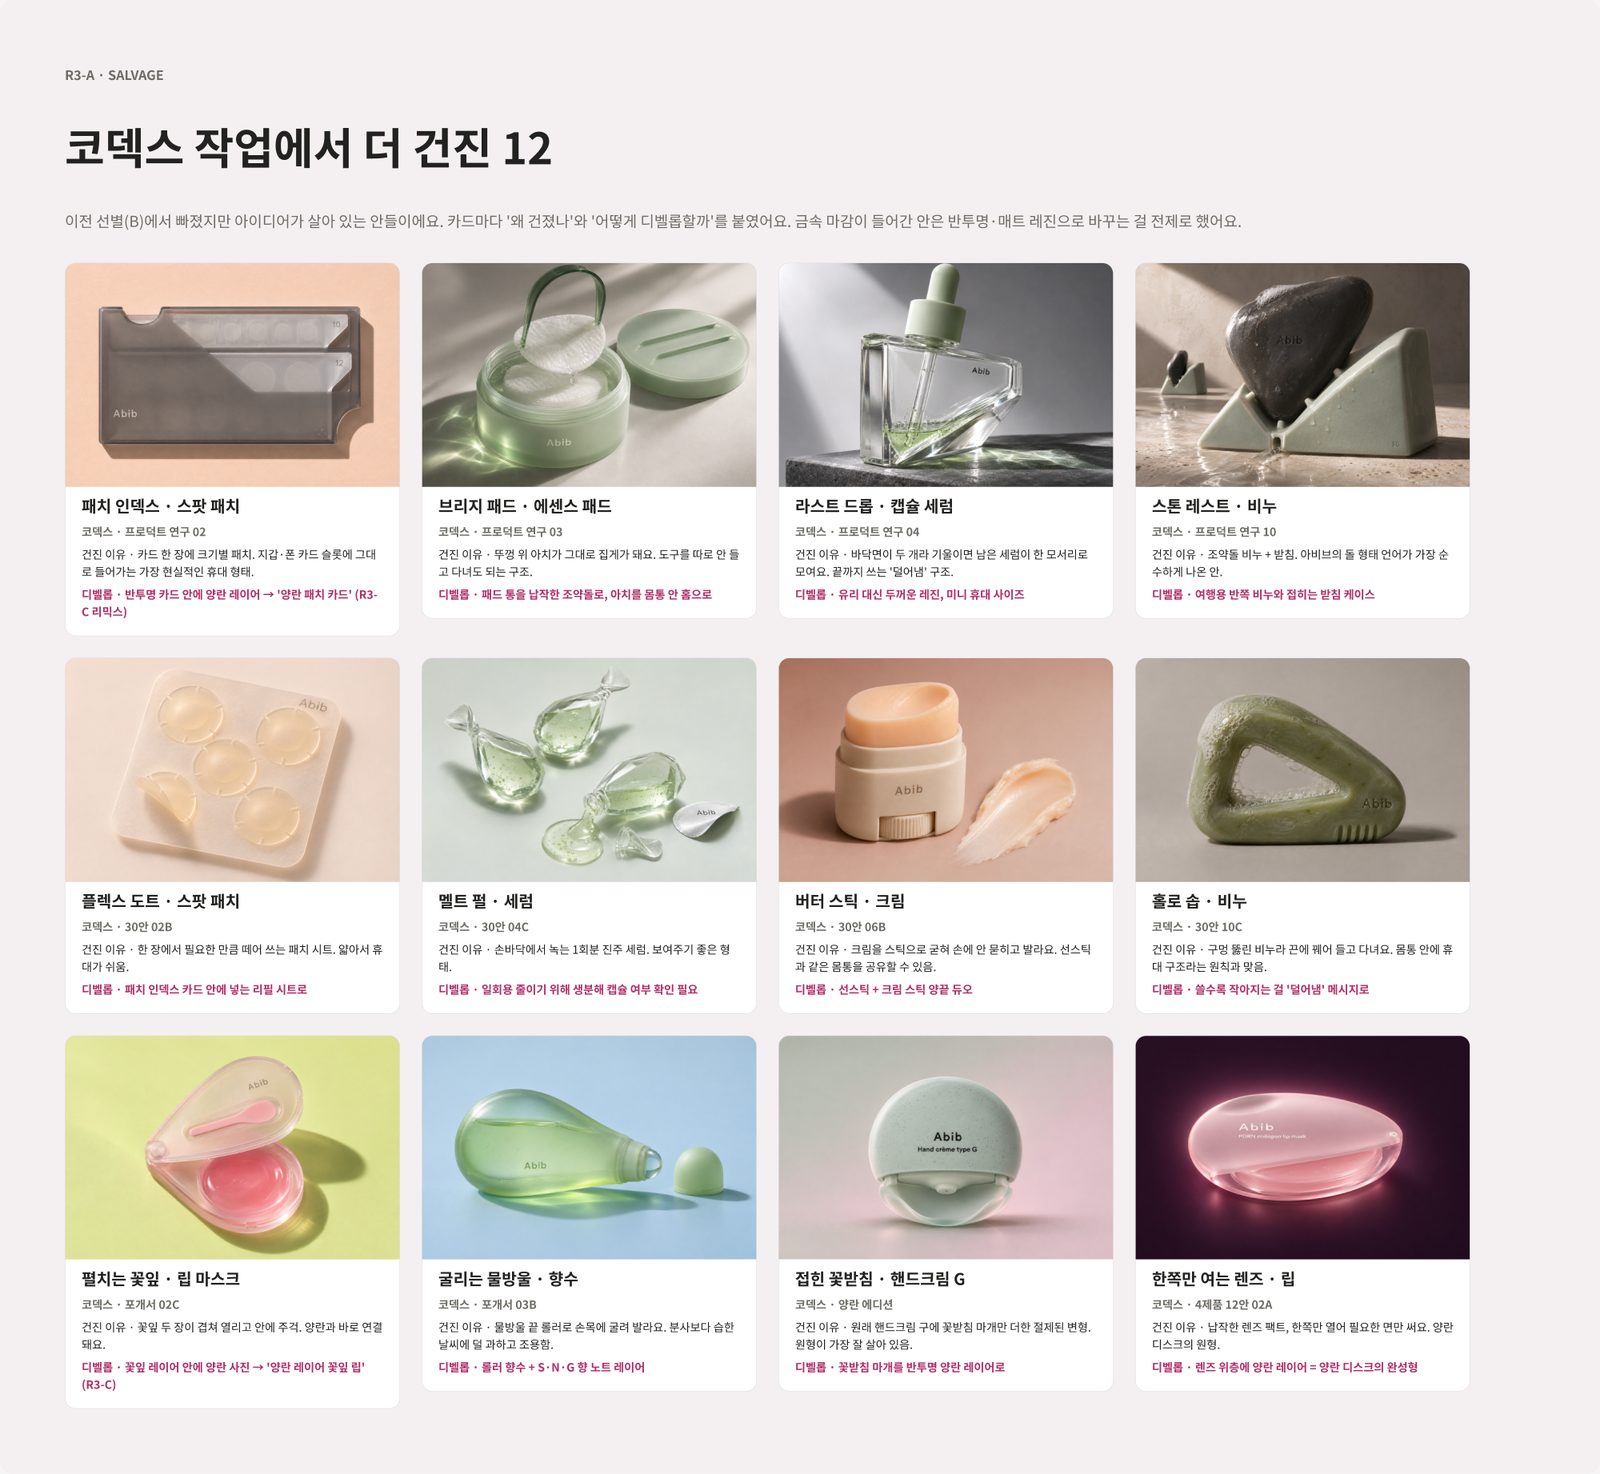 R3-A · SALVAGE
코덱스 작업에서 더 건진 12
이전 선별(B)에서 빠졌지만 아이디어가 살아 있는 안들이에요. 카드마다 '왜 건졌나'와 '어떻게 디벨롭할까'를 붙였어요. 금속 마감이 들어간 안은 반투명·매트 레진으로 바꾸는 걸 전제로 했어요.
10
12
Abib
패치 인덱스 · 스팟 패치
코덱스 · 프로덕트 연구 02
건진 이유 · 카드 한 장에 크기별 패치. 지갑·폰 카드 슬롯에 그대
로 들어가는 가장 현실적인 휴대 형태.
디벨롭 · 반투명 카드 안에 양란 레이어 → '양란 패치 카드' (R3-
C 리믹스)
Abib
브리지 패드 · 에센스 패드
코덱스 · 프로덕트 연구 03
건진 이유 · 뚜껑 위 아치가 그대로 집게가 돼요. 도구를 따로 안 들
고 다녀도 되는 구조.
디벨롭 · 패드 통을 납작한 조약돌로, 아치를 몸통 안 홈으로
Abib
라스트 드롭 · 캡슐 세럼
코덱스 · 프로덕트 연구 04
건진 이유 · 바닥면이 두 개라 기울이면 남은 세럼이 한 모서리로
모여요. 끝까지 쓰는 '덜어냄' 구조.
디벨롭 · 유리 대신 두꺼운 레진, 미니 휴대 사이즈
Abib
스톤 레스트 · 비누
코덱스 · 프로덕트 연구 10
건진 이유 · 조약돌 비누 + 받침. 아비브의 돌 형태 언어가 가장 순
수하게 나온 안.
디벨롭 · 여행용 반쪽 비누와 접히는 받침 케이스
Abib
플렉스 도트 · 스팟 패치
코덱스 · 30안 02B
건진 이유 · 한 장에서 필요한 만큼 떼어 쓰는 패치 시트. 얇아서 휴
대가 쉬움.
디벨롭 · 패치 인덱스 카드 안에 넣는 리필 시트로
Abib
멜트 펄 · 세럼
코덱스 · 30안 04C
건진 이유 · 손바닥에서 녹는 1회분 진주 세럼. 보여주기 좋은 형
태.
디벨롭 · 일회용 줄이기 위해 생분해 캡슐 여부 확인 필요
Abib
버터 스틱 · 크림
코덱스 · 30안 06B
건진 이유 · 크림을 스틱으로 굳혀 손에 안 묻히고 발라요. 선스틱
과 같은 몸통을 공유할 수 있음.
디벨롭 · 선스틱 + 크림 스틱 양끝 듀오
Abib
홀로 솝 · 비누
코덱스 · 30안 10C
건진 이유 · 구멍 뚫린 비누라 끈에 꿰어 들고 다녀요. 몸통 안에 휴
대 구조라는 원칙과 맞음.
디벨롭 · 쓸수록 작아지는 걸 '덜어냄' 메시지로
Abib
펼치는 꽃잎 · 립 마스크
코덱스 · 포개서 02C
건진 이유 · 꽃잎 두 장이 겹쳐 열리고 안에 주걱. 양란과 바로 연결
돼요.
디벨롭 · 꽃잎 레이어 안에 양란 사진 → '양란 레이어 꽃잎 립'
(R3-C)
Abib
굴리는 물방울 · 향수
코덱스 · 포개서 03B
건진 이유 · 물방울 끝 롤러로 손목에 굴려 발라요. 분사보다 습한
날씨에 덜 과하고 조용함.
디벨롭 · 롤러 향수 + S·N·G 향 노트 레이어
Abib
Hand crème type G
접힌 꽃받침 · 핸드크림 G
코덱스 · 양란 에디션
건진 이유 · 원래 핸드크림 구에 꽃받침 마개만 더한 절제된 변형.
원형이 가장 잘 살아 있음.
디벨롭 · 꽃받침 마개를 반투명 양란 레이어로
Abib
lip mask
한쪽만 여는 렌즈 · 립
코덱스 · 4제품 12안 02A
건진 이유 · 납작한 렌즈 팩트, 한쪽만 열어 필요한 면만 써요. 양란
디스크의 원형.
디벨롭 · 렌즈 위층에 양란 레이어 = 양란 디스크의 완성형